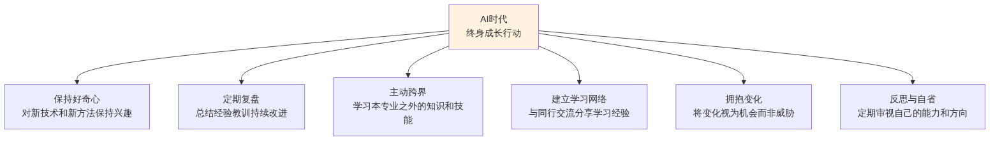 AI时代
终身成长行动
保持好奇心
对新技术和新方法保持兴趣
定期复盘
总结经验教训持续改进
主动跨界
学习本专业之外的知识和技
能
建立学习网络
与同行交流分享学习经验
拥抱变化
将变化视为机会而非威胁
反思与自省
定期审视自己的能力和方向